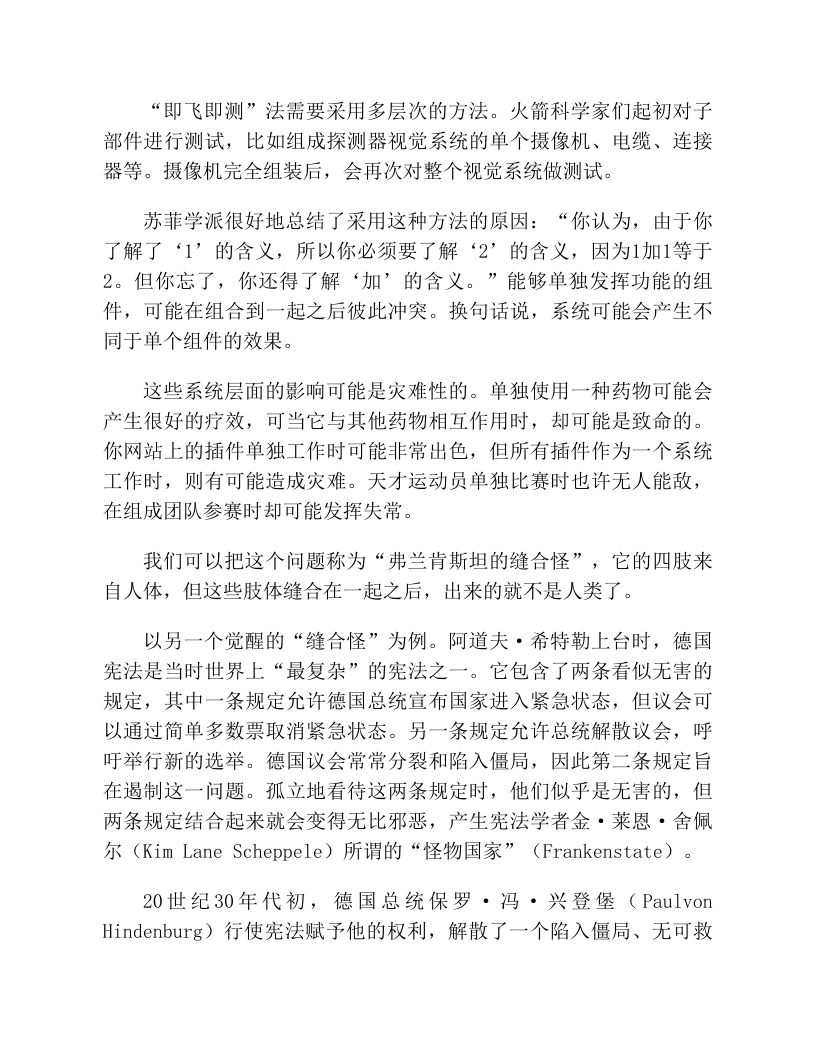 “即飞即测”法需要采用多层次的方法。火箭科学家们起初对子
部件进行测试，比如组成探测器视觉系统的单个摄像机、电缆、连接
器等。摄像机完全组装后，会再次对整个视觉系统做测试。
苏菲学派很好地总结了采用这种方法的原因：“你认为，由于你
了解了‘1’的含义，所以你必须要了解‘2’的含义，因为1加1等于
2。但你忘了，你还得了解‘加’的含义。”能够单独发挥功能的组
件，可能在组合到一起之后彼此冲突。换句话说，系统可能会产生不
同于单个组件的效果。
这些系统层面的影响可能是灾难性的。单独使用一种药物可能会
产生很好的疗效，可当它与其他药物相互作用时，却可能是致命的。
你网站上的插件单独工作时可能非常出色，但所有插件作为一个系统
工作时，则有可能造成灾难。天才运动员单独比赛时也许无人能敌，
在组成团队参赛时却可能发挥失常。
我们可以把这个问题称为“弗兰肯斯坦的缝合怪”，它的四肢来
自人体，但这些肢体缝合在一起之后，出来的就不是人类了。
以另一个觉醒的“缝合怪”为例。阿道夫·希特勒上台时，德国
宪法是当时世界上“最复杂”的宪法之一。它包含了两条看似无害的
规定，其中一条规定允许德国总统宣布国家进入紧急状态，但议会可
以通过简单多数票取消紧急状态。另一条规定允许总统解散议会，呼
吁举行新的选举。德国议会常常分裂和陷入僵局，因此第二条规定旨
在遏制这一问题。孤立地看待这两条规定时，他们似乎是无害的，但
两条规定结合起来就会变得无比邪恶，产生宪法学者金·莱恩·舍佩
尔（Kim Lane Scheppele）所谓的“怪物国家”（Frankenstate）。
20世纪30年代初，德国总统保罗·冯·兴登堡（Paulvon
Hindenburg）行使宪法赋予他的权利，解散了一个陷入僵局、无可救